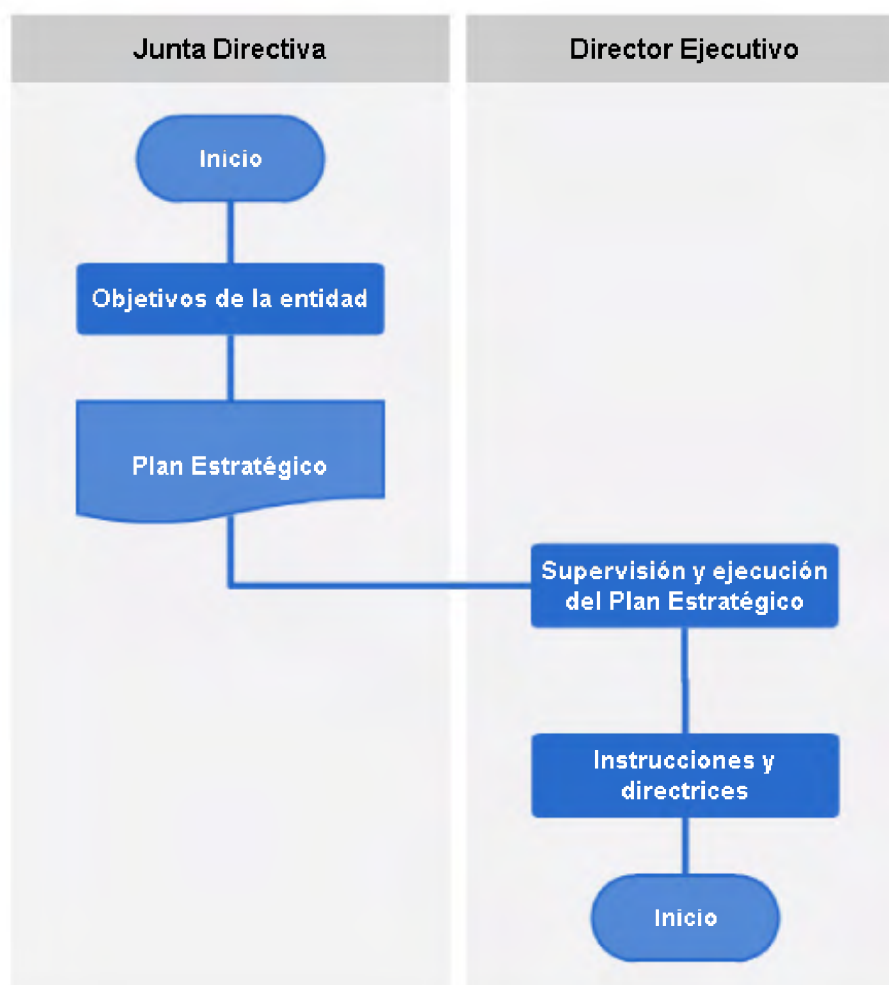 Junta Directiva
Director Ejecutivo
Inicio
Objetivos de la entidad
Plan Estratégico
Supervisión y ejecución
del Plan Estratégico
Instrucciones y
directrices
Inicio